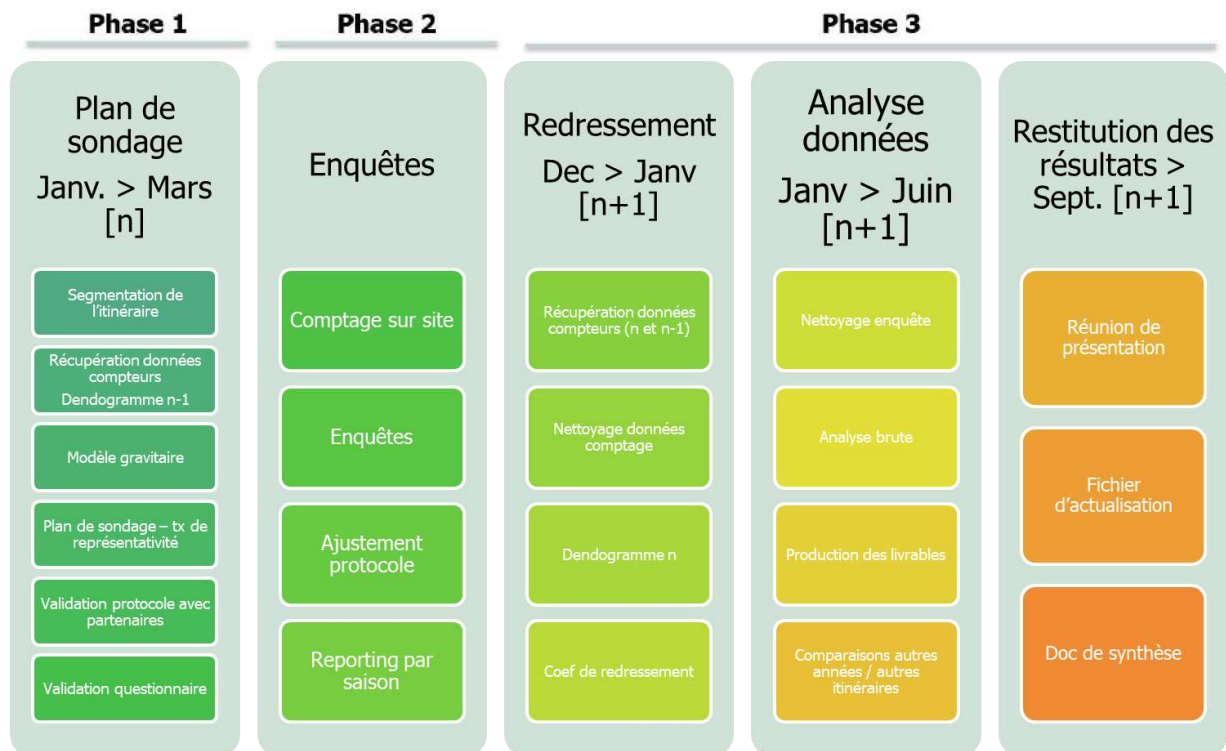 Phase 1
Phase 2
Phase 3
Plan de
sondage
Janv. > Mars
[n]
Segmentation de
l'itinéraire
Récupération données
compteurs
Dendogramme n-1
Modèle gravitaire
Plan de sondage – tx de
représentativité
Validation protocole avec
partenaires
Validation questionnaire
Enquêtes
Comptage sur site
Enquêtes
Ajustement
protocole
Reporting par
saison
Redressement
Dec > Janv
[n+1]
Récupération données
compteurs (n et n-1)
Nettoyage données
comptage
Dendogramme n
Coef de redressement
Analyse
données
Janv > Juin
[n+1]
Nettoyage enquête
Analyse brute
Production des livrables
Comparaisons autres
années / autres
itinéraires
Restitution des
résultats >
Sept. [n+1]
Réunion de
présentation
Fichier
d'actualisation
Doc de synthèse